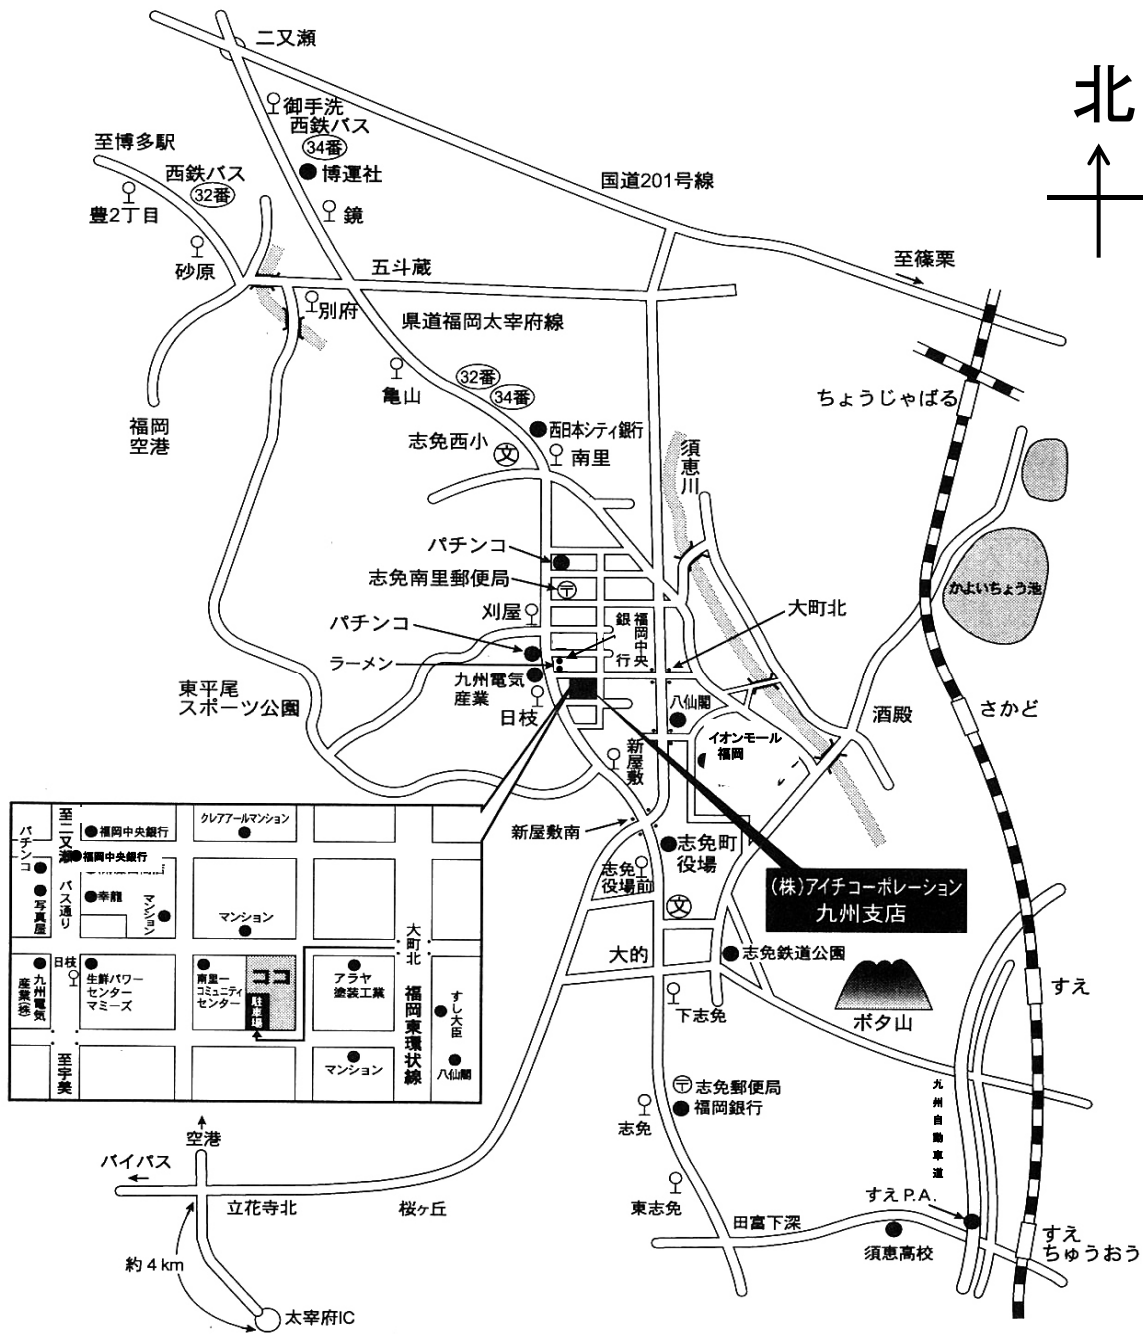 二又瀬
北
御手洗
西鉄バス
34番
博運社
至博多駅
西鉄バス
32番
豊2丁目
鏡
国道201号線
砂原
五斗蔵
至篠栗
別府
県道福岡太宰府線
亀山
32番
34番
ちょうじゃばる
福岡
空港
志免西小
文
西日本シティ銀行
南里
須恵川
パチンコ
志免南里郵便局
〒
かよいちょう池
刈屋
パチンコ
福岡中央
銀行
大町北
ラーメン
九州電気
産業
東平尾
スポーツ公園
日枝
八仙閣
酒殿
さかど
イオンモール
福岡
新屋敷
新屋敷南
志免町
役場
志免
役場前
(株)アイチコーポレーション
九州支店
文
大的
志免鉄道公園
すえ
ボタ山
下志免
〒
志免郵便局
福岡銀行
志免
九州自動車道
東志免
田富下深
すえP.A.
須恵高校
すえ
ちゅうおう
至二又瀬
パチンコ
福岡中央銀行
クレアアールマンション
福岡中央銀行
写真屋
バス通り
幸龍
マンション
マンション
大町北
日枝
九州電気
産業(株)
生鮮パワー
センター
マミーズ
南里一
コミュニティ
センター
ココ
駐車場
アラヤ
塗装工業
福岡東環状線
すし大臣
至宇美
マンション
八仙閣
空港
バイパス
立花寺北
桜ヶ丘
約4km
太宰府IC